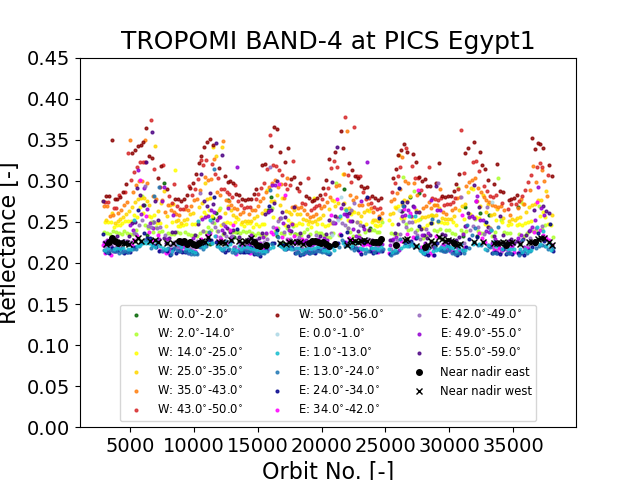 TROPOMI BAND-4 at PICS Egypt1
0.45
0.40
0.35
0.30
0.25
0.20
0.15
0.10
0.05
0.00
Reflectance [-]
W: 0.0°-2.0°
W: 2.0°-14.0°
W: 14.0°-25.0°
W: 25.0°-35.0°
W: 35.0°-43.0°
W: 43.0°-50.0°
W: 50.0°-56.0°
E: 0.0°-1.0°
E: 1.0°-13.0°
E: 13.0°-24.0°
E: 24.0°-34.0°
E: 34.0°-42.0°
E: 42.0°-49.0°
E: 49.0°-55.0°
E: 55.0°-59.0°
Near nadir east
Near nadir west
5000 10000 15000 20000 25000 30000 35000
Orbit No. [-]